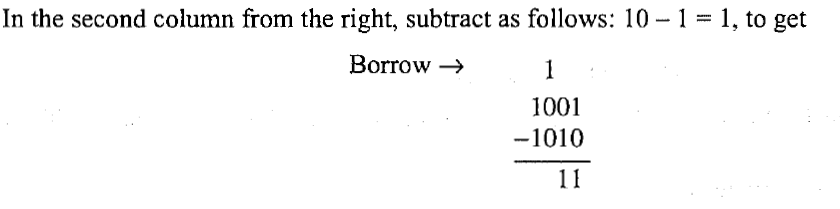 In the second column from the right, subtract as follows: 10 – 1 = 1, to get
Borrow → 1
1001
–1010
11